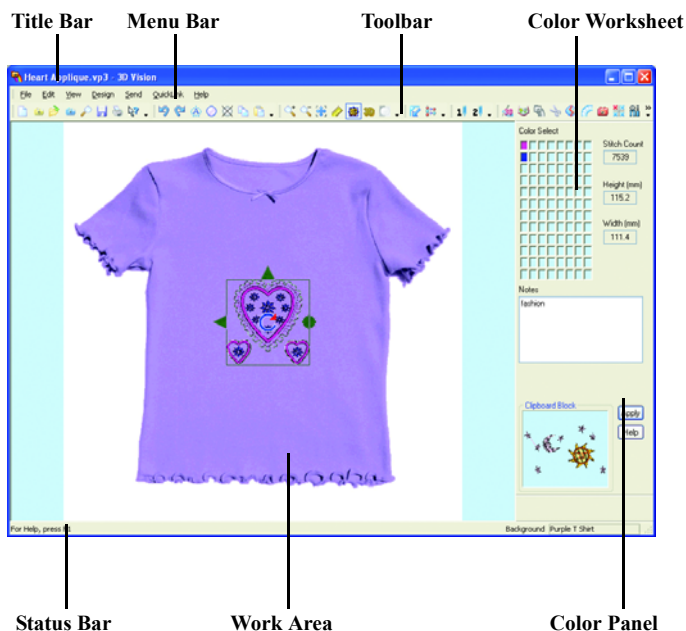 Title Bar Menu Bar Toolbar Color Worksheet
Heart Applique.vp3 - 3D Vision
File Edit View Design Send QuickLink Help
1 2
Color Select
Stitch Count
7539
Height (mm)
115.2
Width (mm)
111.4
Notes
fashion
Clipboard Block
Apply
Help
For Help, press F1
Background Purple T Shirt
Status Bar Work Area Color Panel